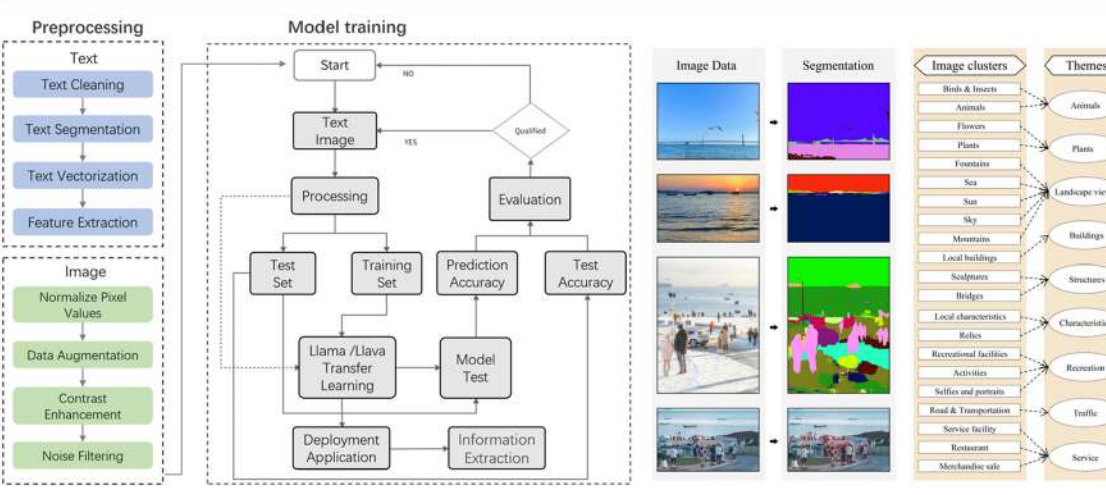 Preprocessing
Text
Text Cleaning
Text Segmentation
Text Vectorization
Feature Extraction
Image
Normalize Pixel
Values
Data Augmentation
Contrast
Enhancement
Noise Filtering
Model training
Start
NO
Text
Image
YES
Qualified
Processing
Evaluation
Test
Set
Training
Set
Prediction
Accuracy
Test
Accuracy
Llama /Llava
Transfer
Learning
Model
Test
Deployment
Application
Information
Extraction
Image Data
Segmentation
Image clusters
Birds & Insects
Animals
Flowers
Plants
Fountains
Sea
Sun
Sky
Mountains
Local buildings
Sculptures
Bridges
Local characteristics
Relics
Recreational facilities
Activities
Selfies and portraits
Road & Transportation
Service facility
Restaurant
Merchandise sale
Themes
Animals
Plants
Landscape view
Buildings
Structures
Characteristic
Recreation
Traffic
Service